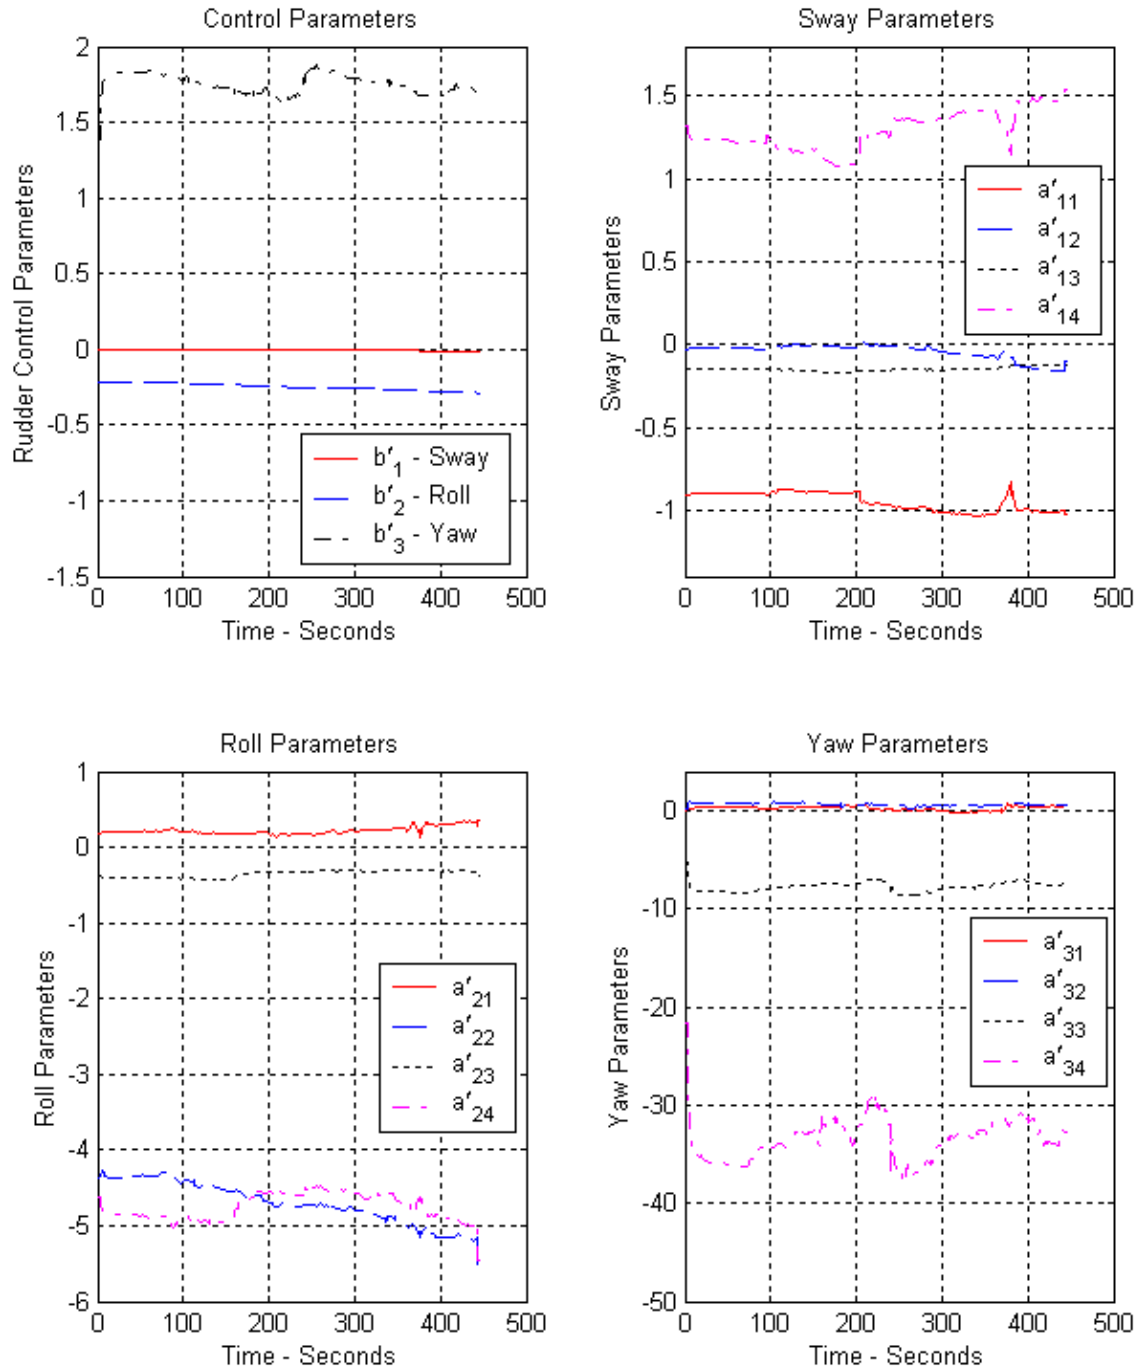 Control Parameters
Rudder Control Parameters
2
1.5
1
0.5
0
-0.5
-1
-1.5
b′1 - Sway
b′2 - Roll
b′3 - Yaw
0 100 200 300 400 500
Time - Seconds
Sway Parameters
Sway Parameters
1.5
1
0.5
0
-0.5
-1
a′11
a′12
a′13
a′14
0 100 200 300 400 500
Time - Seconds
Roll Parameters
Roll Parameters
1
0
-1
-2
-3
-4
-5
-6
a′21
a′22
a′23
a′24
0 100 200 300 400 500
Time - Seconds
Yaw Parameters
Yaw Parameters
0
-10
-20
-30
-40
-50
a′31
a′32
a′33
a′34
0 100 200 300 400 500
Time - Seconds